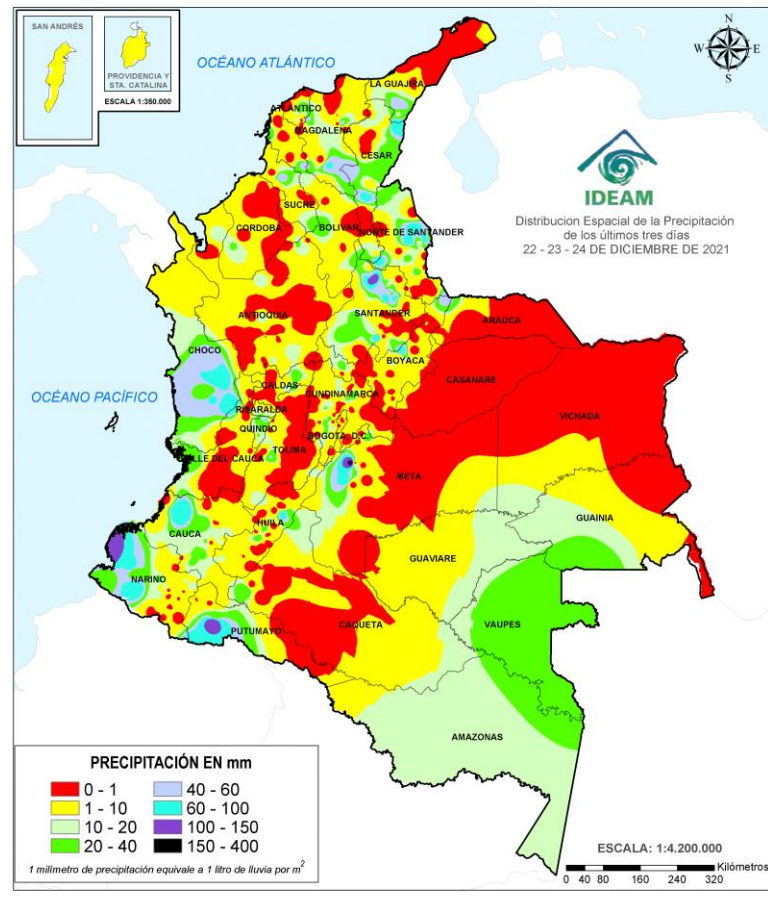 SAN ANDRÉS
PROVIDENCIA Y
STA. CATALINA
ESCALA 1:350.000
OCÉANO ATLÁNTICO
N
W
E
S
LA GUAJIRA
ATLANTICO
MAGDALENA
CESAR
IDEAM
Distribucion Espacial de la Precipitación
de los últimos tres días
22 - 23 - 24 DE DICIEMBRE DE 2021
SUCRE
CORDOBA
BOLIVAR
NORTE DE SANTANDER
ANTIOQUIA
SANTANDER
ARAUCA
CHOCO
BOYACA
CASANARE
OCÉANO PACÍFICO
CALDAS
CUNDINAMARCA
RISARALDA
VICHADA
QUINDIO
BOGOTA, D.C.
TOLIMA
VALLE DEL CAUCA
META
GUAINIA
HUILA
CAUCA
GUAVIARE
NARIÑO
PUTUMAYO
CAQUETA
VAUPES
AMAZONAS
PRECIPITACIÓN EN mm
0 - 1
40 - 60
1 - 10
60 - 100
10 - 20
100 - 150
20 - 40
150 - 400
1 milímetro de precipitación equivale a 1 litro de lluvia por m²
ESCALA: 1:4.200.000
Kilómetros
0 40 80 160 240 320